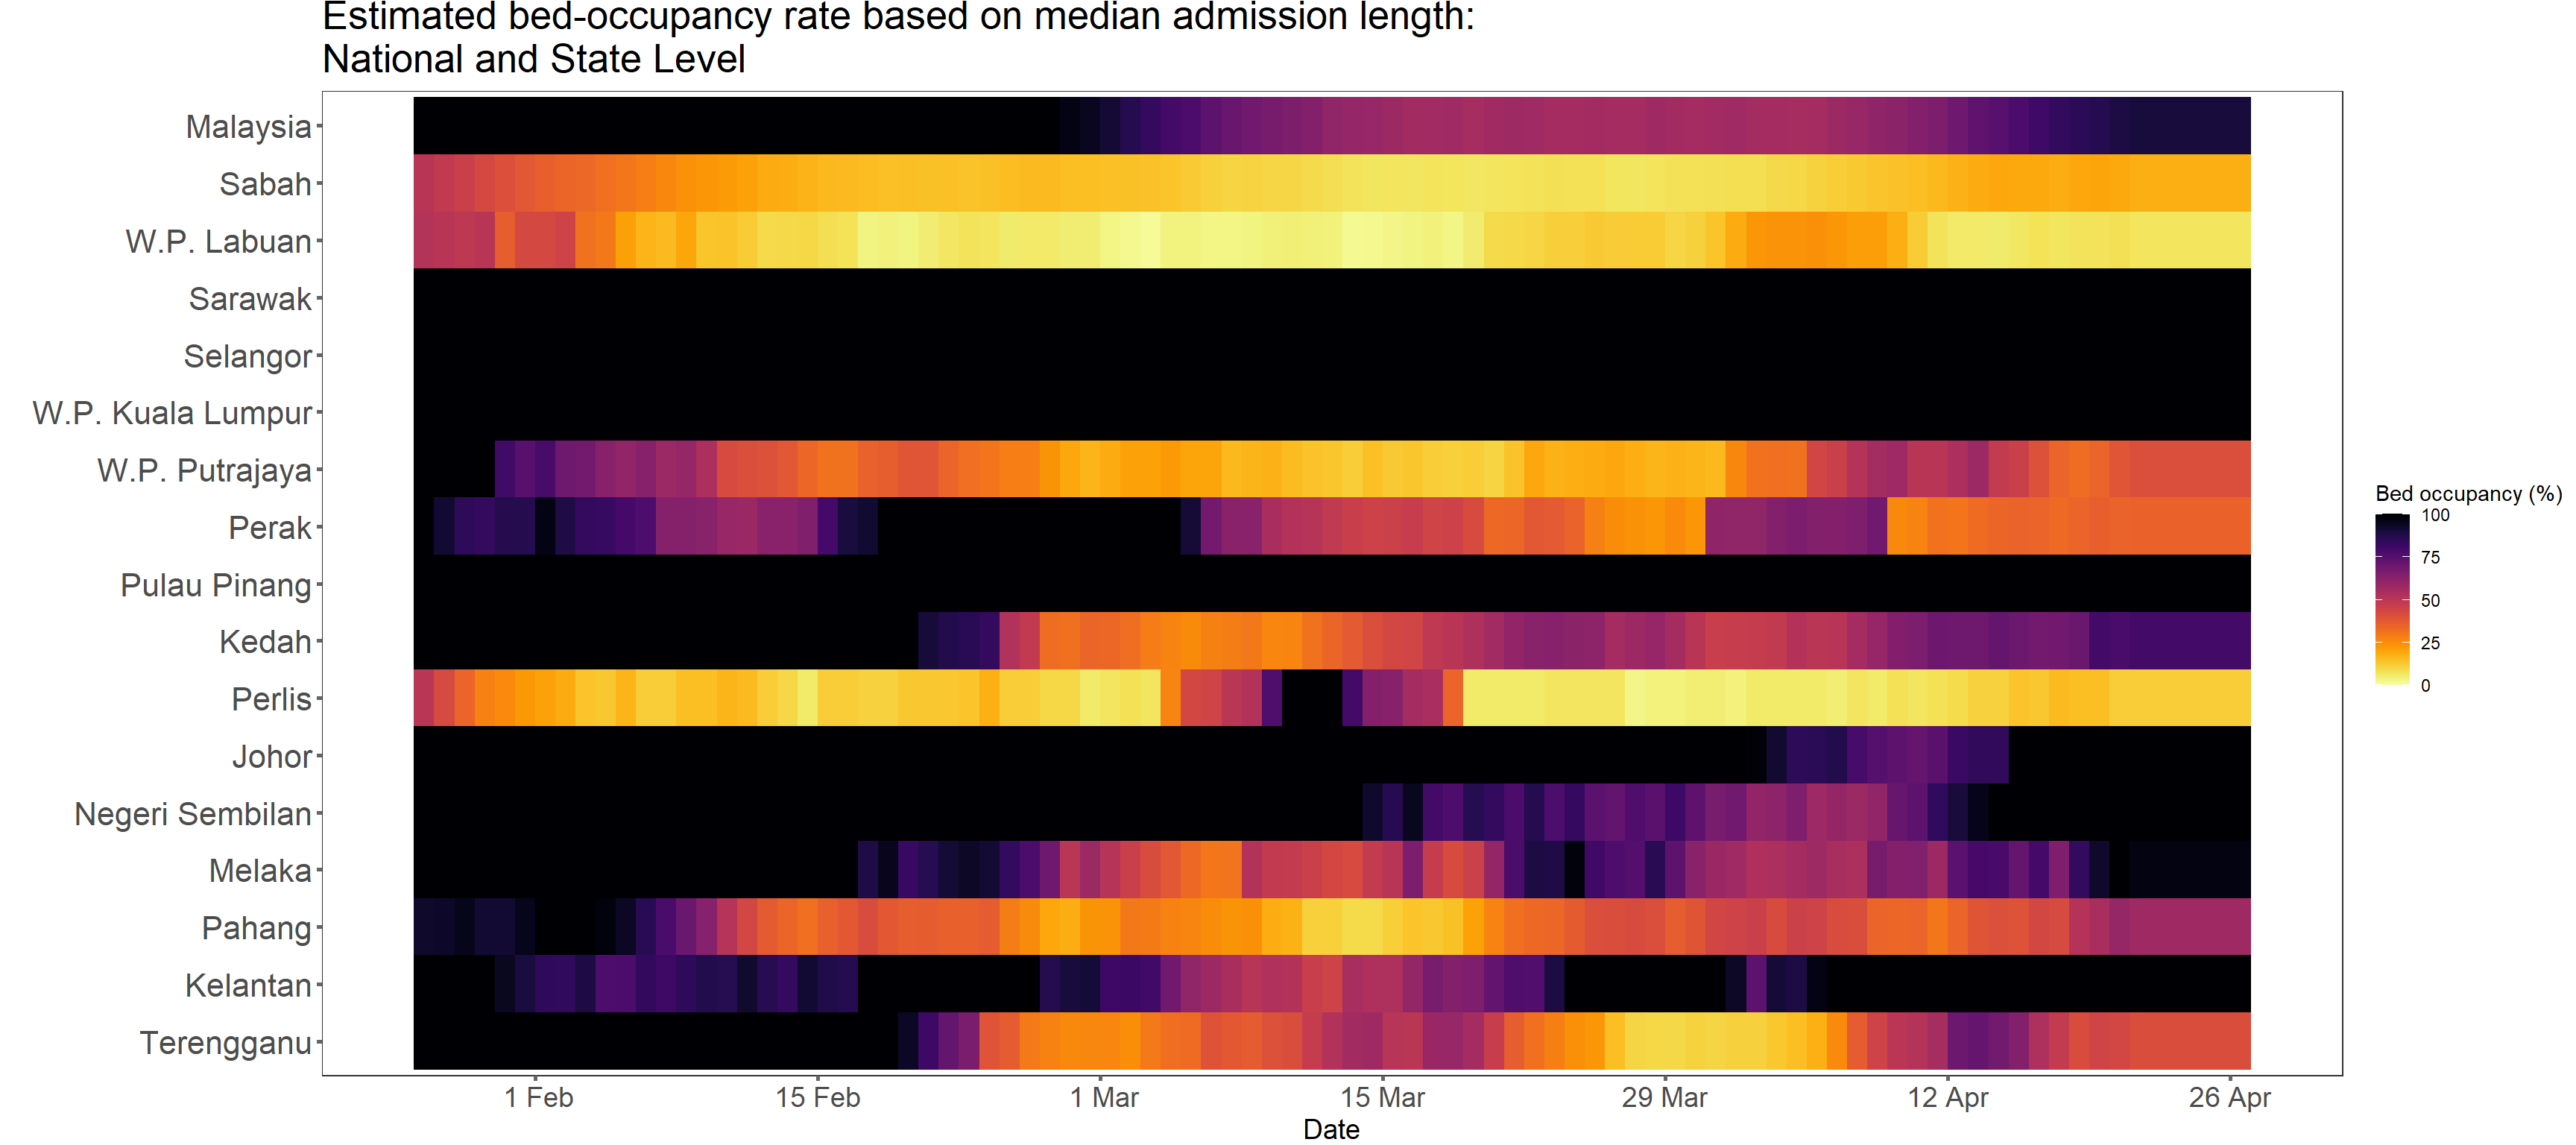 Estimated bed-occupancy rate based on median admission length:
National and State Level
Malaysia
Sabah
W.P. Labuan
Sarawak
Selangor
W.P. Kuala Lumpur
W.P. Putrajaya
Perak
Pulau Pinang
Kedah
Perlis
Johor
Negeri Sembilan
Melaka
Pahang
Kelantan
Terengganu
1 Feb
15 Feb
1 Mar
15 Mar
29 Mar
12 Apr
26 Apr
Date
Bed occupancy (%)
100
75
50
25
0